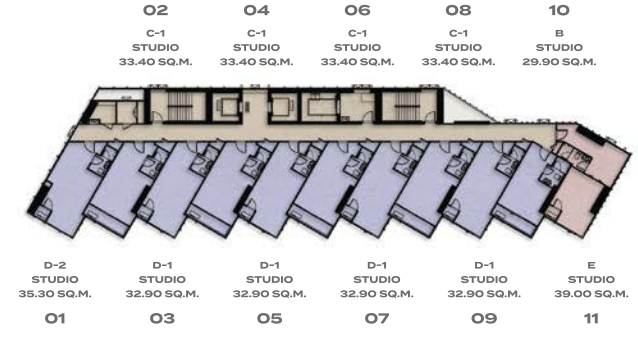 02 04 06 08 10
C-1 C-1 C-1 C-1 B
STUDIO STUDIO STUDIO STUDIO STUDIO
33.40 SQ.M. 33.40 SQ.M. 33.40 SQ.M. 33.40 SQ.M. 29.90 SQ.M.
D-2 D-1 D-1 D-1 D-1 E
STUDIO STUDIO STUDIO STUDIO STUDIO STUDIO
35.30 SQ.M. 32.90 SQ.M. 32.90 SQ.M. 32.90 SQ.M. 32.90 SQ.M. 39.00 SQ.M.
01 03 05 07 09 11